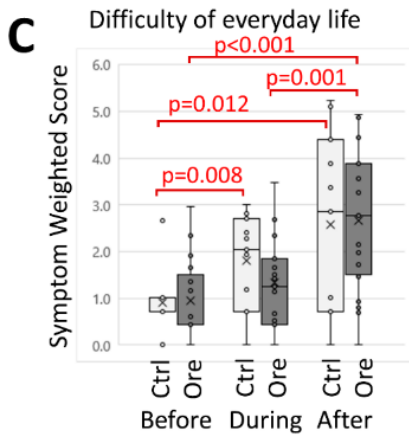 C
Difficulty of everyday life
p<0.001
p=0.001
p=0.012
p=0.008
Symptom Weighted Score
6.0
5.0
4.0
3.0
2.0
1.0
0.0
Ctrl Ore Ctrl Ore Ctrl Ore
Before During After